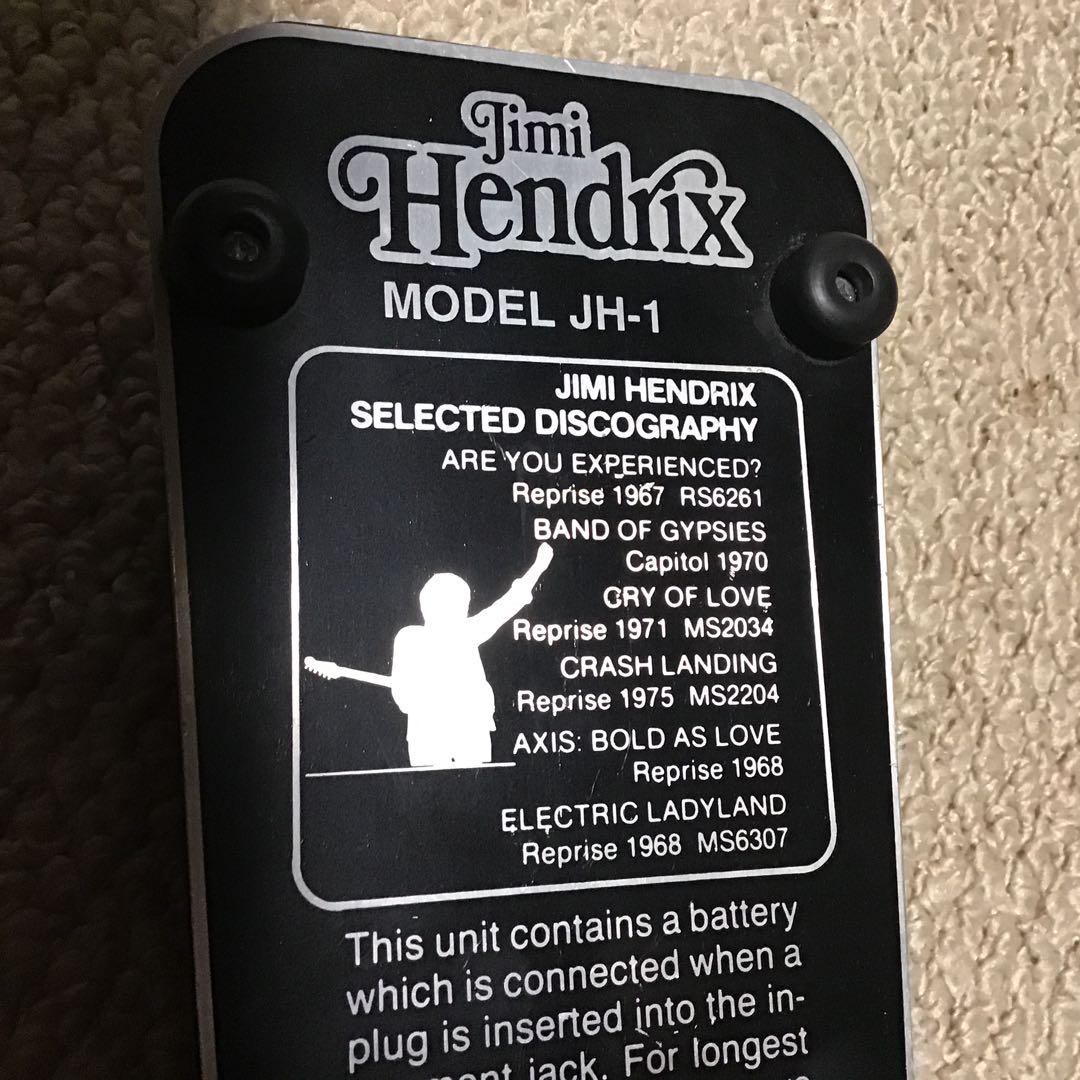 Jimi
Hendrix
MODEL JH-1
JIMI HENDRIX
SELECTED DISCOGRAPHY
ARE YOU EXPERIENCED?
Reprise 1967 RS6261
BAND OF GYPSIES
Capitol 1970
CRY OF LOVE
Reprise 1971 MS2034
CRASH LANDING
Reprise 1975 MS2204
AXIS: BOLD AS LOVE
Reprise 1968
ELECTRIC LADYLAND
Reprise 1968 MS6307
This unit contains a battery
which is connected when a
plug is inserted into the in-
jack. For longest